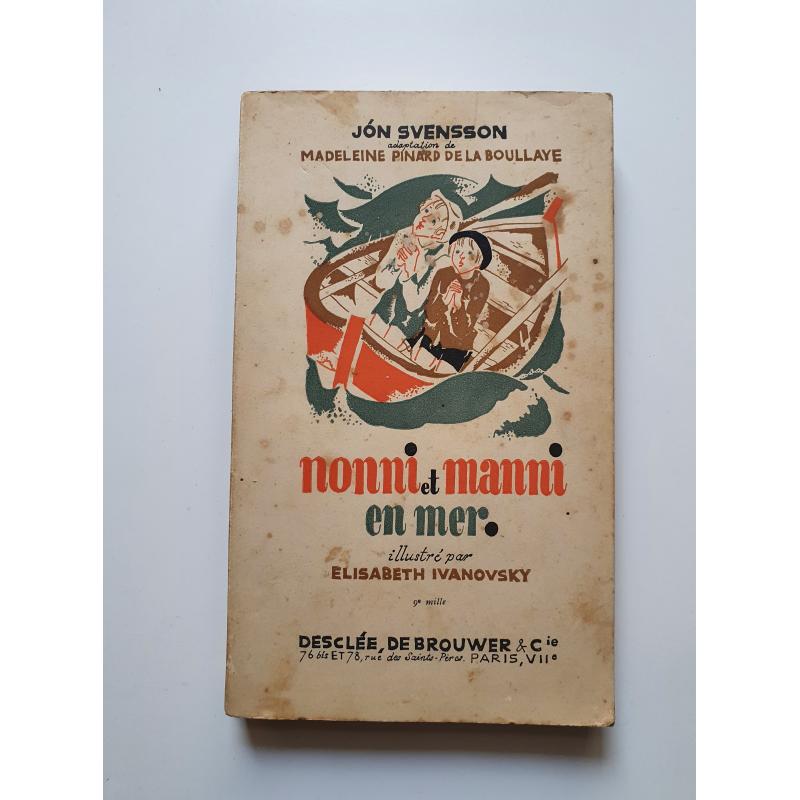 JÓN SVENSSON
adaptation de
MADELEINE PINARD DE LA BOULLAYE
nonni et manni
en mer.
illustré par
ELISABETH IVANOVSKY
9e mille
DESCLÉE, DE BROUWER & Cie
76 bis ET 78, rue des Saints-Pères. PARIS, VIIe